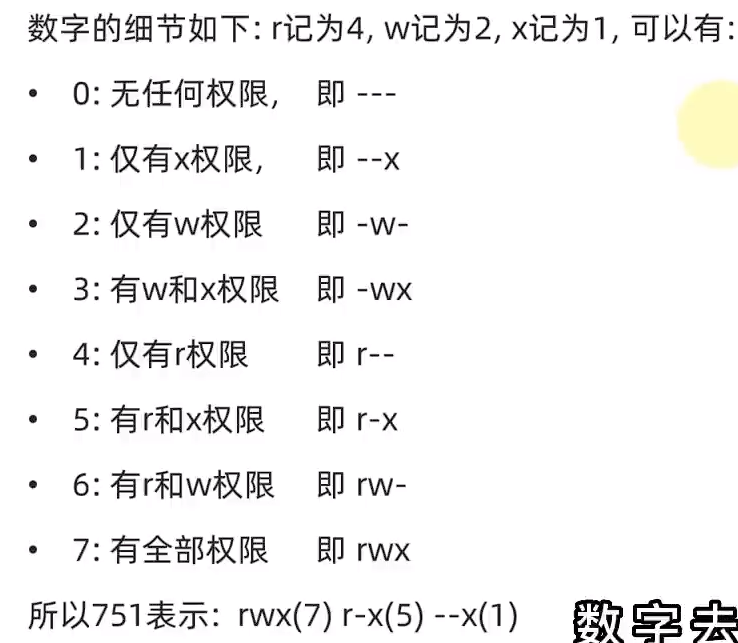 数字的细节如下: r记为4, w记为2, x记为1, 可以有:
• 0: 无任何权限, 即 ---
• 1: 仅有x权限, 即 --x
• 2: 仅有w权限 即 -w-
• 3: 有w和x权限 即 -wx
• 4: 仅有r权限 即 r--
• 5: 有r和x权限 即 r-x
• 6: 有r和w权限 即 rw-
• 7: 有全部权限 即 rwx
所以751表示: rwx(7) r-x(5) --x(1)
数字去